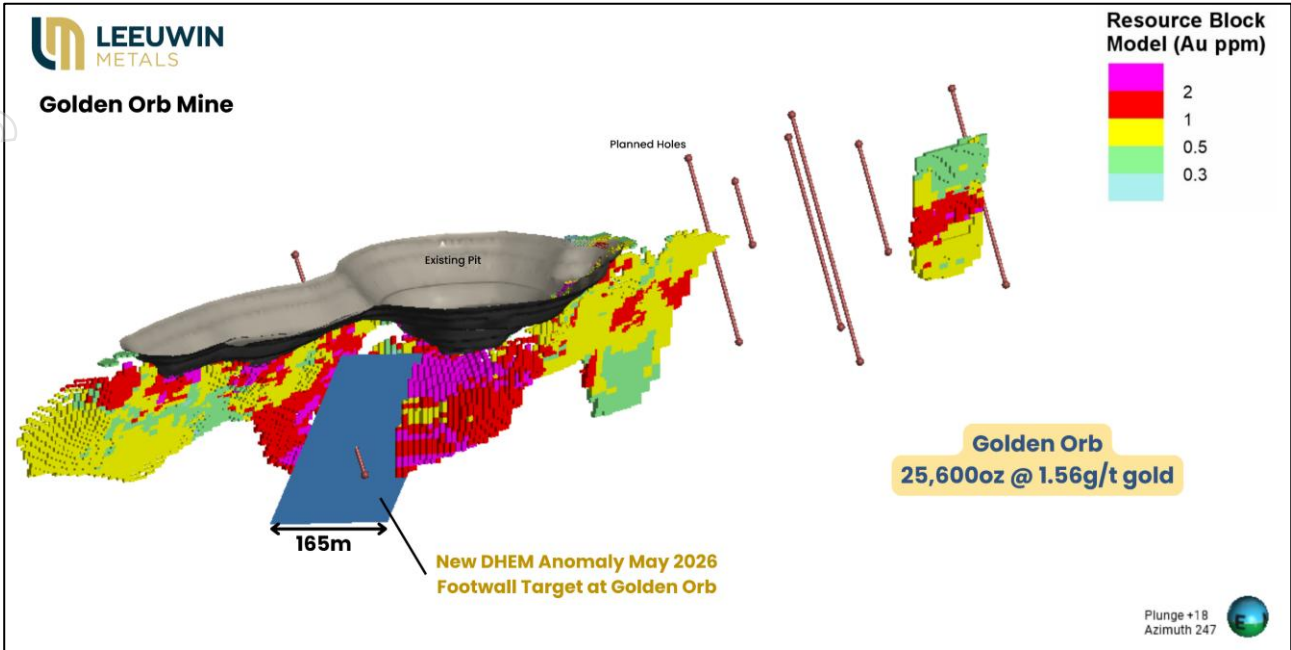 LEEUWIN
METALS
Golden Orb Mine
Resource Block
Model (Au ppm)
2
1
0.5
0.3
Planned Holes
Existing Pit
Golden Orb
25,600oz @ 1.56g/t gold
165m
New DHEM Anomaly May 2026
Footwall Target at Golden Orb
Plunge +18
Azimuth 247
E